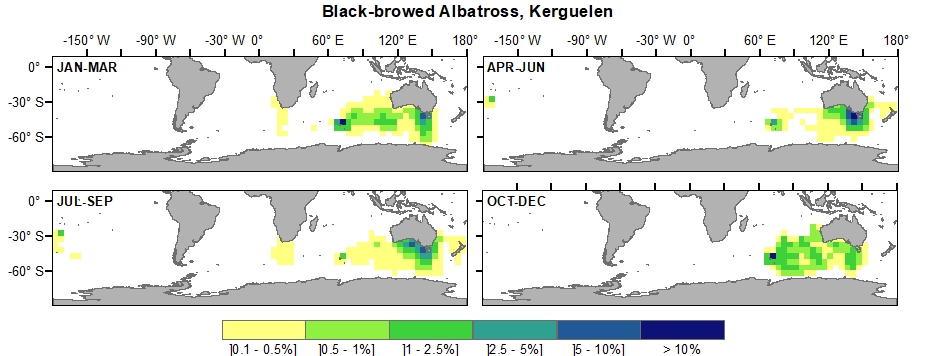 Black-browed Albatross, Kerguelen
-150° W -90° W -30° W 0° 60° E 120° E 180° -150° W -90° W -30° W 0° 60° E 120° E 180°
0° JAN-MAR APR-JUN
-30° S
-60° S
0° JUL-SEP OCT-DEC
-30° S
-60° S
]0.1 - 0.5%] ]0.5 - 1%] ]1 - 2.5%] ]2.5 - 5%] ]5 - 10%] > 10%